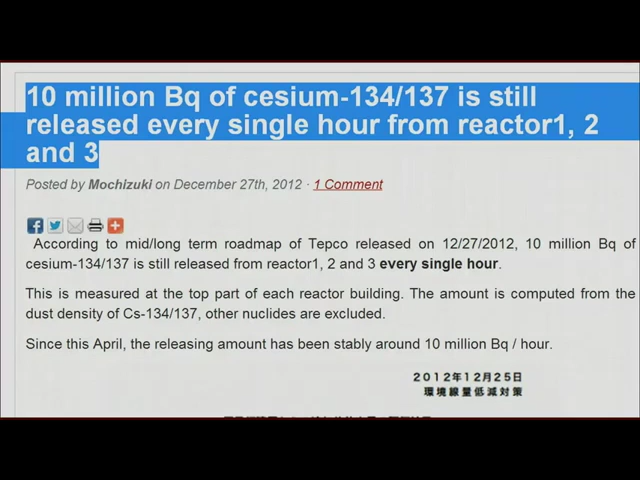 10 million Bq of cesium-134/137 is still
released every single hour from reactor1, 2
and 3
Posted by Mochizuki on December 27th, 2012 · 1 Comment
According to mid/long term roadmap of Tepco released on 12/27/2012, 10 million Bq of
cesium-134/137 is still released from reactor1, 2 and 3 every single hour.
This is measured at the top part of each reactor building. The amount is computed from the
dust density of Cs-134/137, other nuclides are excluded.
Since this April, the releasing amount has been stably around 10 million Bq / hour.
2012年12月25日
環境線量低減対策